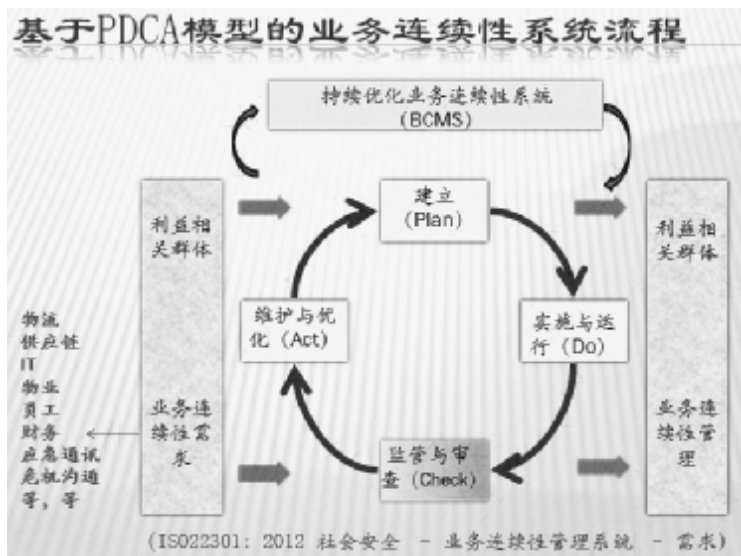 基于PDCA模型的业务连续性系统流程
持续优化业务连续性系统
(BCMS)
利益相
关群体
建立
(Plan)
利益相
关群体
维护与优
化 (Act)
实施与运
行 (Do)
物流
供应链
IT
物业
员工
财务
应急通讯
危机沟通
等，等
业务连
续性需
求
监管与审
查 (Check)
业务连
续性管
理
(ISO22301: 2012 社会安全 - 业务连续性管理系统 - 需求)